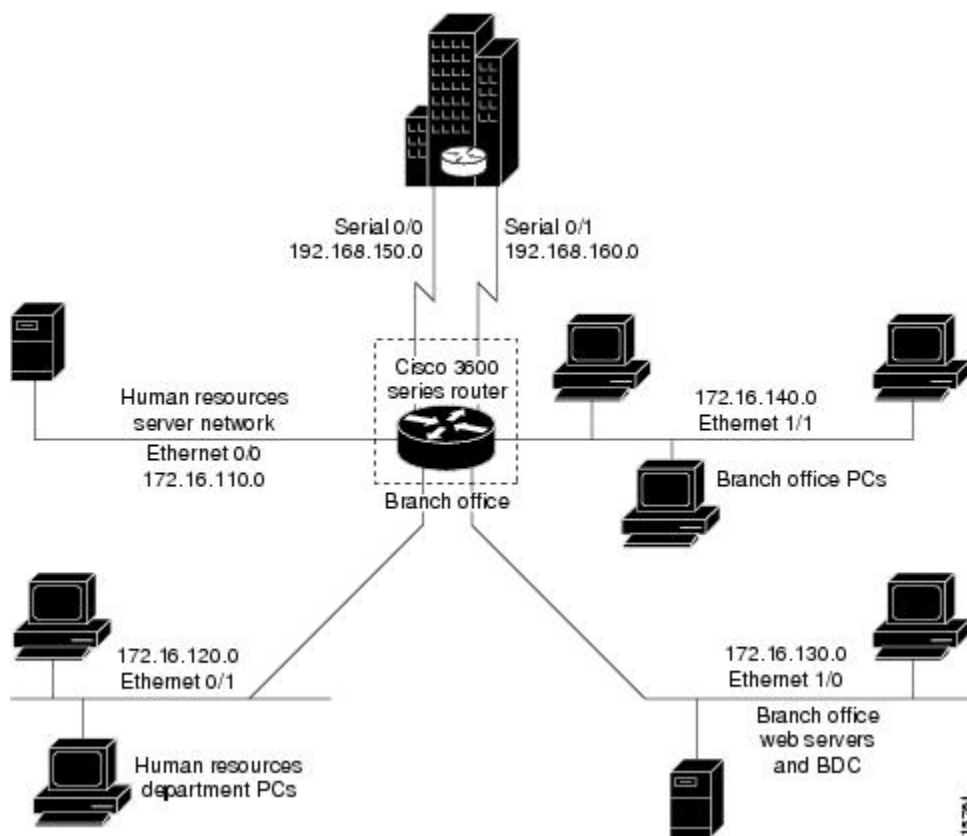 Serial 0/0
192.168.150.0
Serial 0/1
192.168.160.0
Cisco 3600
series router
Human resources
server network
Ethernet 0/0
172.16.110.0
172.16.140.0
Ethernet 1/1
Branch office PCs
Branch office
172.16.120.0
Ethernet 0/1
Human resources
department PCs
172.16.130.0
Ethernet 1/0
Branch office
web servers
and BDC